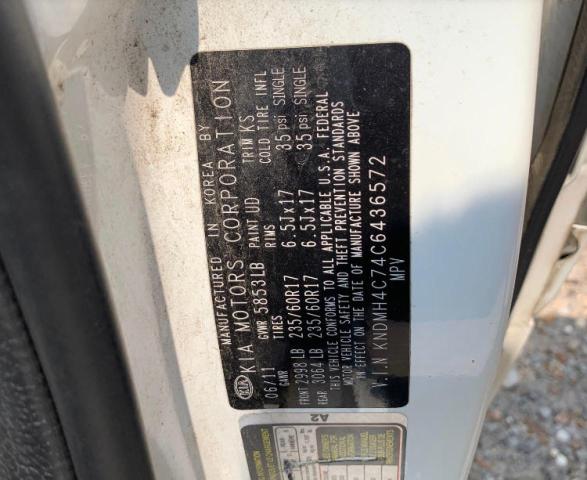 KIA
MANUFACTURED IN KOREA BY
KIA MOTORS CORPORATION
06/11 GVWR 5853LB PAINT UD TRIM KS
GAWR TIRES RIMS COLD TIRE INFL
FRONT 2998 LB 235/60R17 6.5Jx17 35 psi SINGLE
REAR 3064 LB 235/60R17 6.5Jx17 35 psi SINGLE
THIS VEHICLE CONFORMS TO ALL APPLICABLE U.S.A. FEDERAL
MOTOR VEHICLE SAFETY AND THEFT PREVENTION STANDARDS
IN EFFECT ON THE DATE OF MANUFACTURE SHOWN ABOVE
V.I.N KNDMH4C74C6436572
MPV
A2